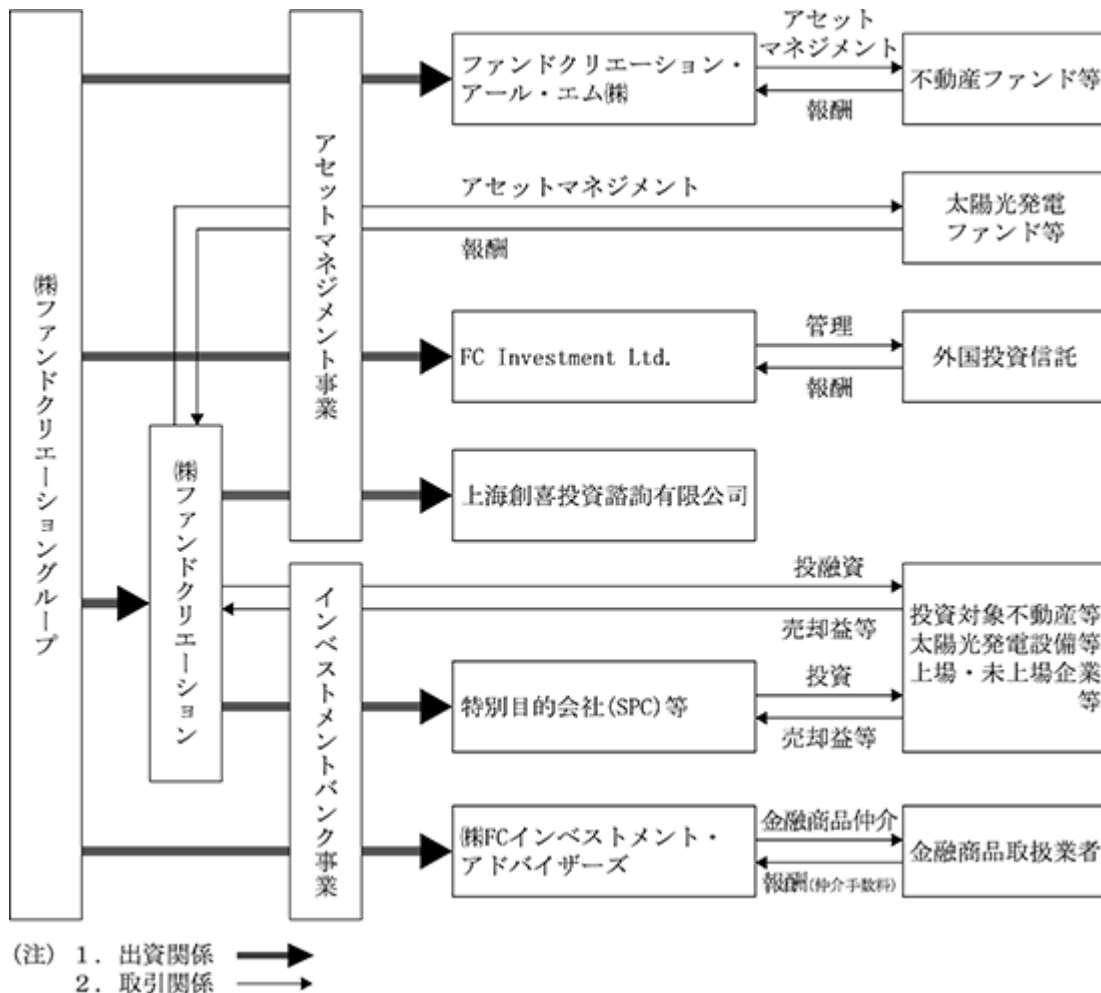 ㈱ファンドクリエーショングループ
㈱ファンドクリエーション
アセットマネジメント事業
インベストメントバンク事業
ファンドクリエーション・
アール・エム㈱
アセット
マネジメント
報酬
不動産ファンド等
アセットマネジメント
報酬
太陽光発電
ファンド等
FC Investment Ltd.
管理
報酬
外国投資信託
上海創喜投資諮詢有限公司
投融資
売却益等
投資対象不動産等
太陽光発電設備等
上場・未上場企業
等
特別目的会社(SPC)等
投資
売却益等
㈱FCインベストメント・
アドバイザーズ
金融商品仲介
報酬(仲介手数料)
金融商品取扱業者
(注) 1. 出資関係
2. 取引関係